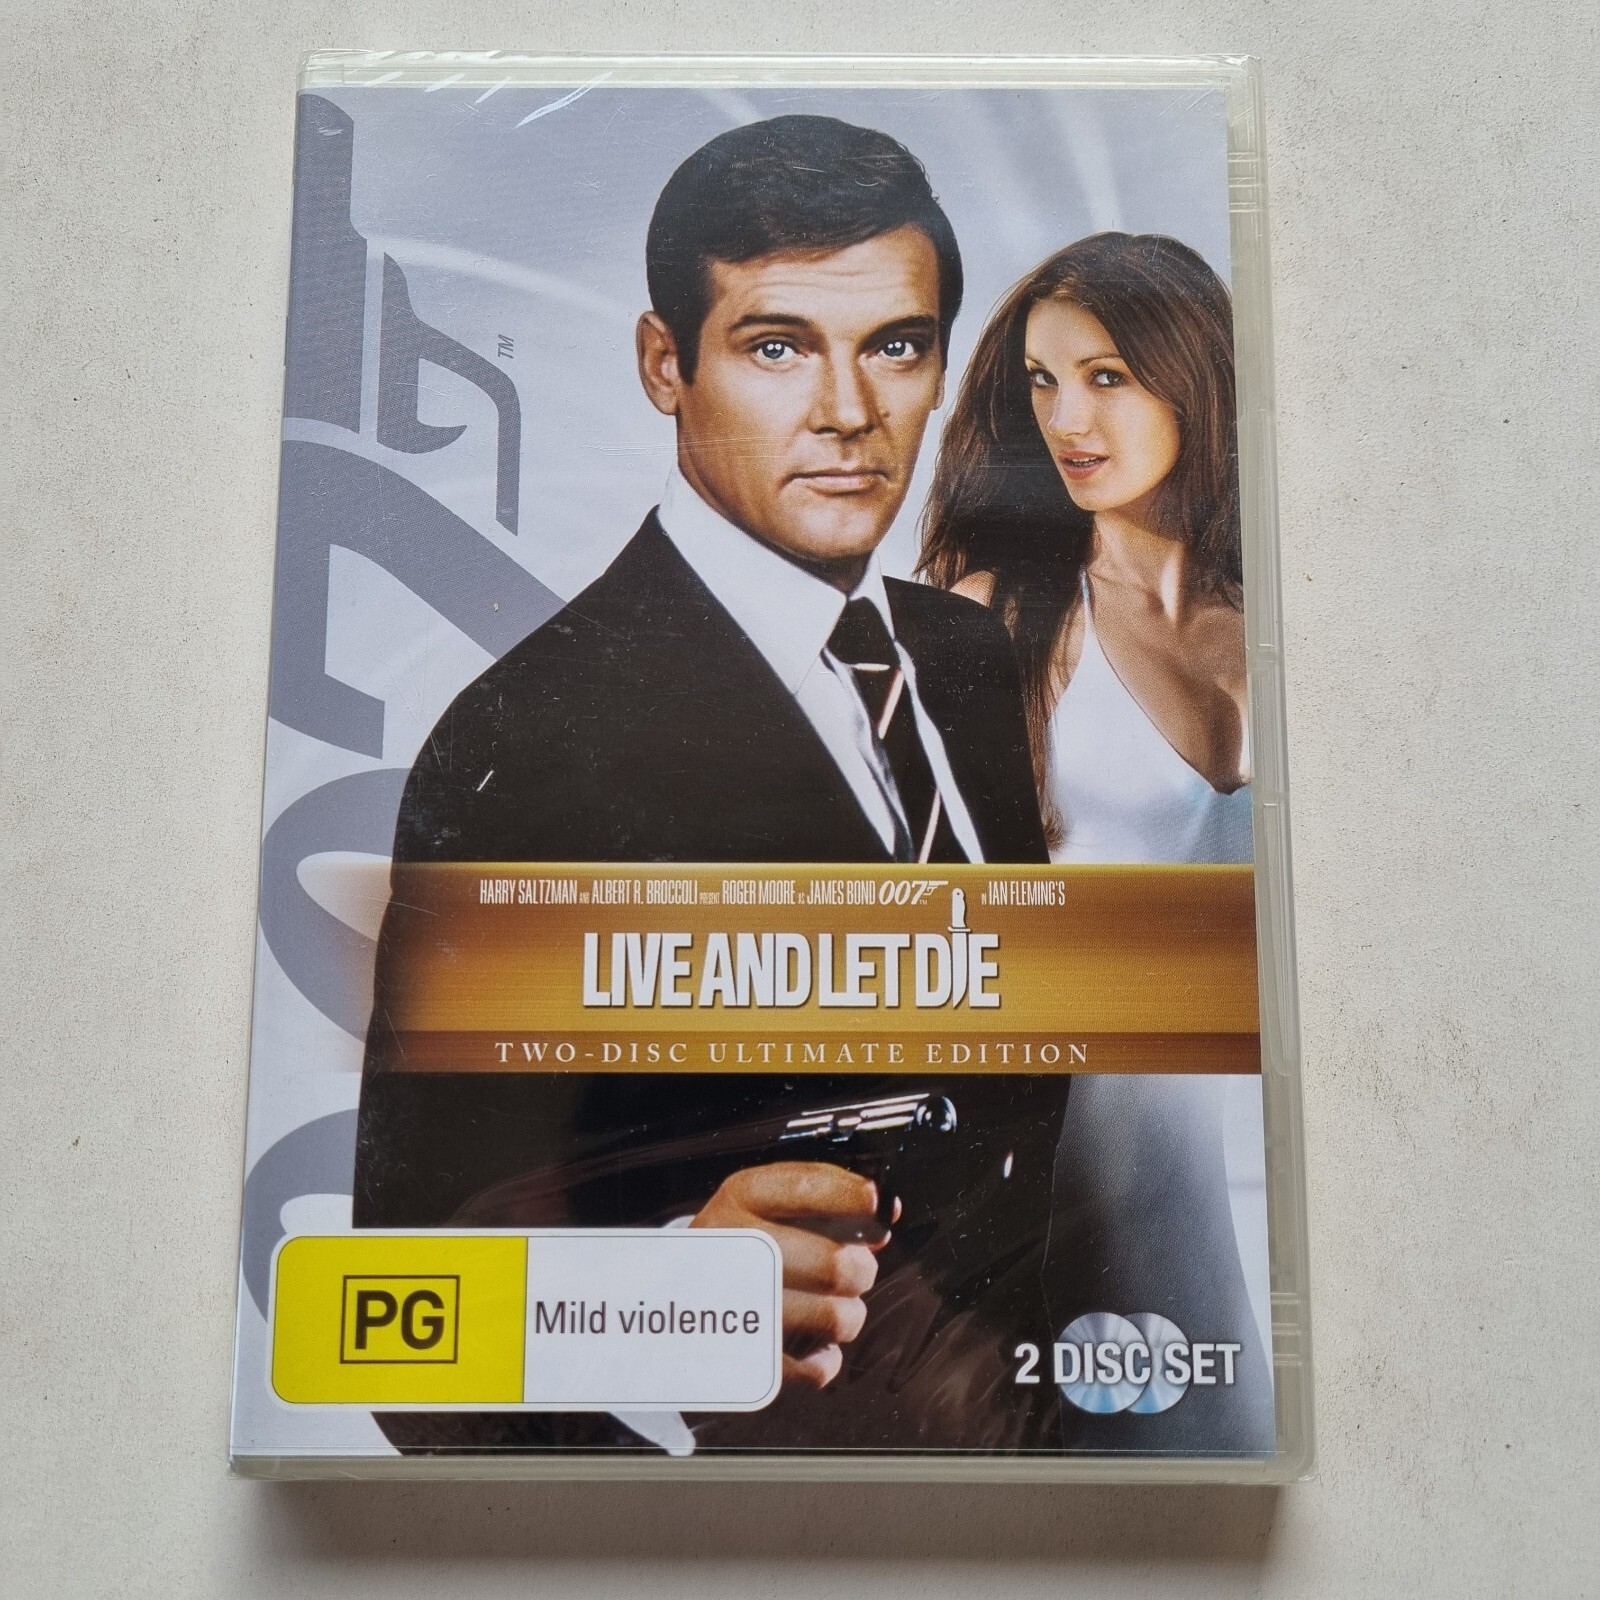 007
TM
HARRY SALTZMAN AND ALBERT R. BROCCOLI PRESENT ROGER MOORE AS JAMES BOND 007 TM IN IAN FLEMING'S
LIVE AND LET DIE
TWO-DISC ULTIMATE EDITION
PG Mild violence
2 DISC SET